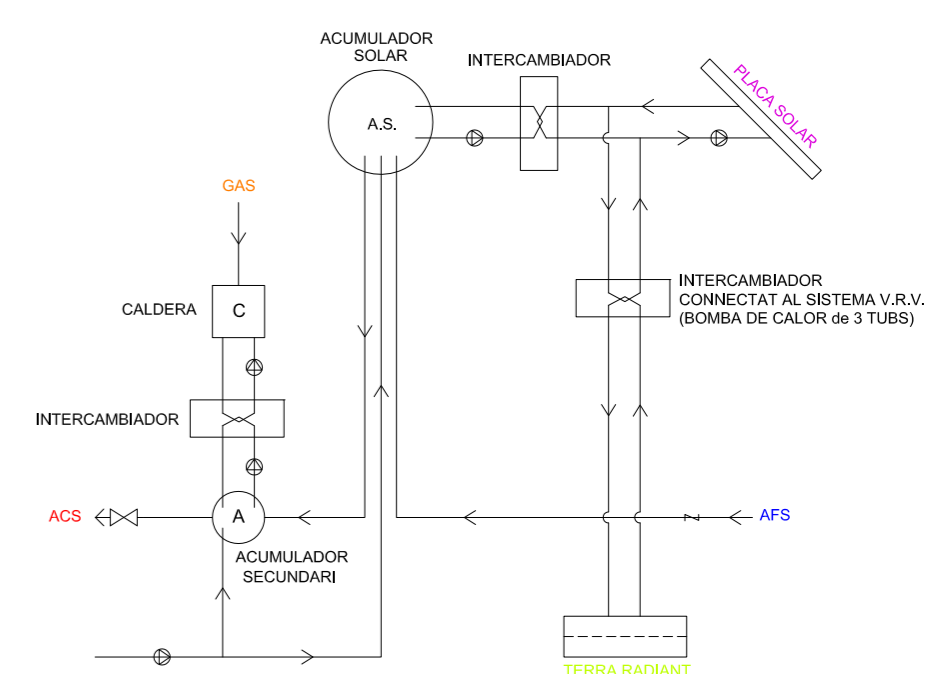 ACUMULADOR
SOLAR
INTERCAMBIADOR
PLACA SOLAR
A.S.
GAS
INTERCAMBIADOR
CONNECTAT AL SISTEMA V.R.V.
(BOMBA DE CALOR de 3 TUBS)
CALDERA
C
INTERCAMBIADOR
ACS
A
AFS
ACUMULADOR
SECUNDARI
TERRA RADIANT